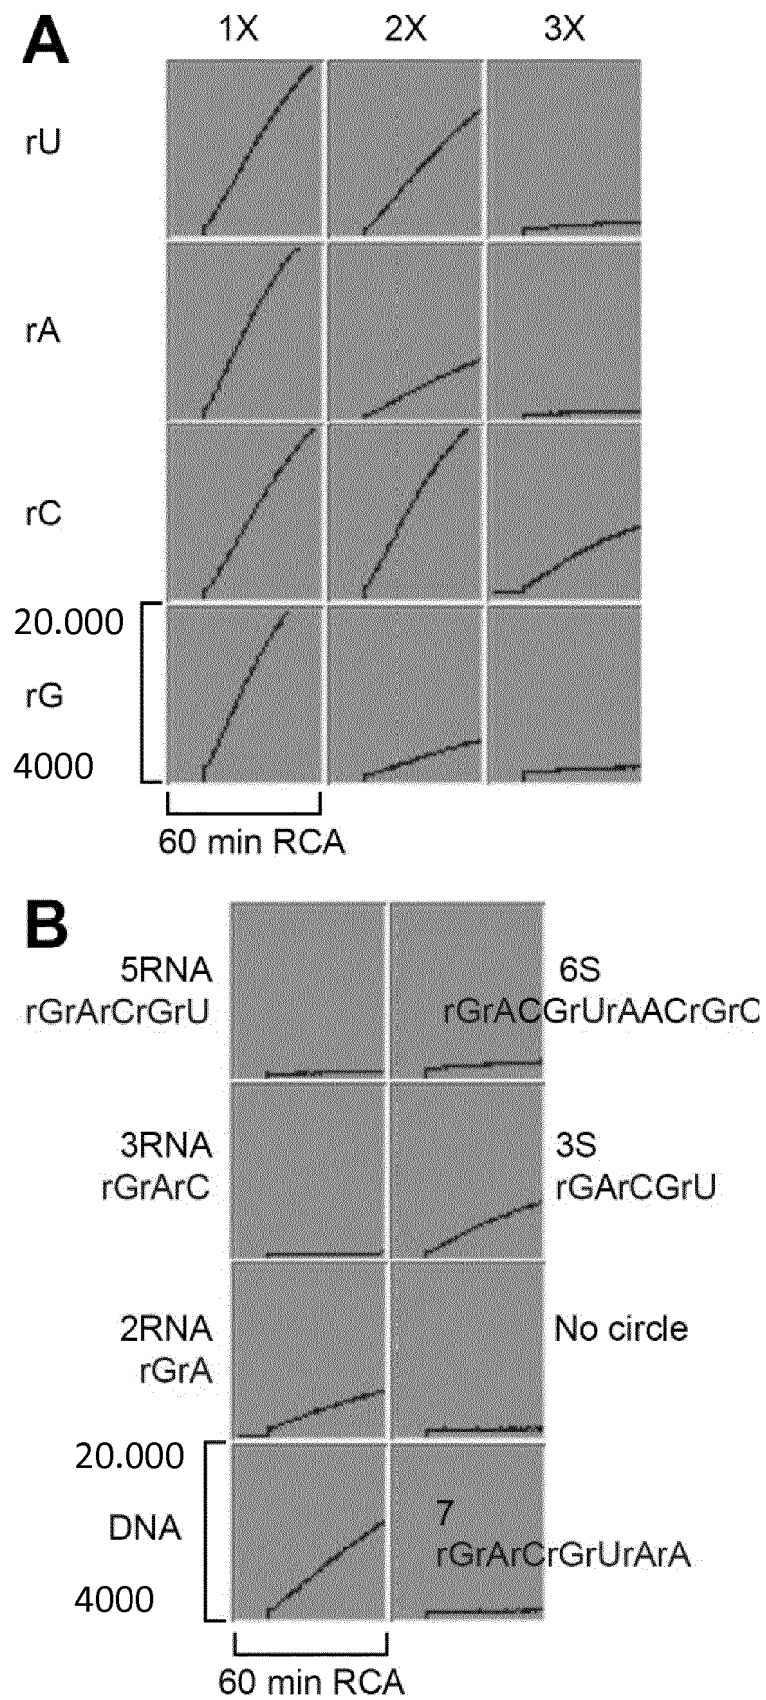 A
1X 2X 3X
rU
rA
rC
20.000
rG
4000
60 min RCA
B
5RNA
rGrArCrGrU
6S
rGrACGrUrAACrGrC
3RNA
rGrArC
3S
rGArCGrU
2RNA
rGrA
No circle
20.000
DNA
4000
7
rGrArCrGrUrArA
60 min RCA